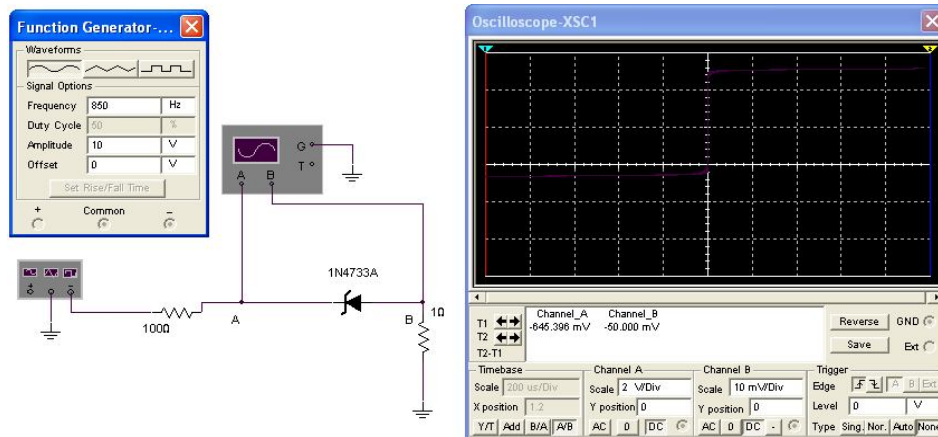 Function Generator-...
Waveforms
Signal Options
Frequency 850 Hz
Duty Cycle 50 %
Amplitude 10 V
Offset 0 V
Set Rise/Fall Time
+ Common −
G
T
A B
1N4733A
100Ω
A
B
1Ω
+ −
Oscilloscope-XSC1
1 2
T1
T2
T2-T1
Channel_A Channel_B
-645.396 mV -50.000 mV
Reverse
Save
GND
Ext
Timebase
Scale 200 us/Div
X position 1.2
Y/T Add B/A A/B
Channel A
Scale 2 V/Div
Y position 0
AC 0 DC
Channel B
Scale 10 mV/Div
Y position 0
AC 0 DC -
Trigger
Edge A B Ext
Level 0 V
Type Sing. Nor. Auto None